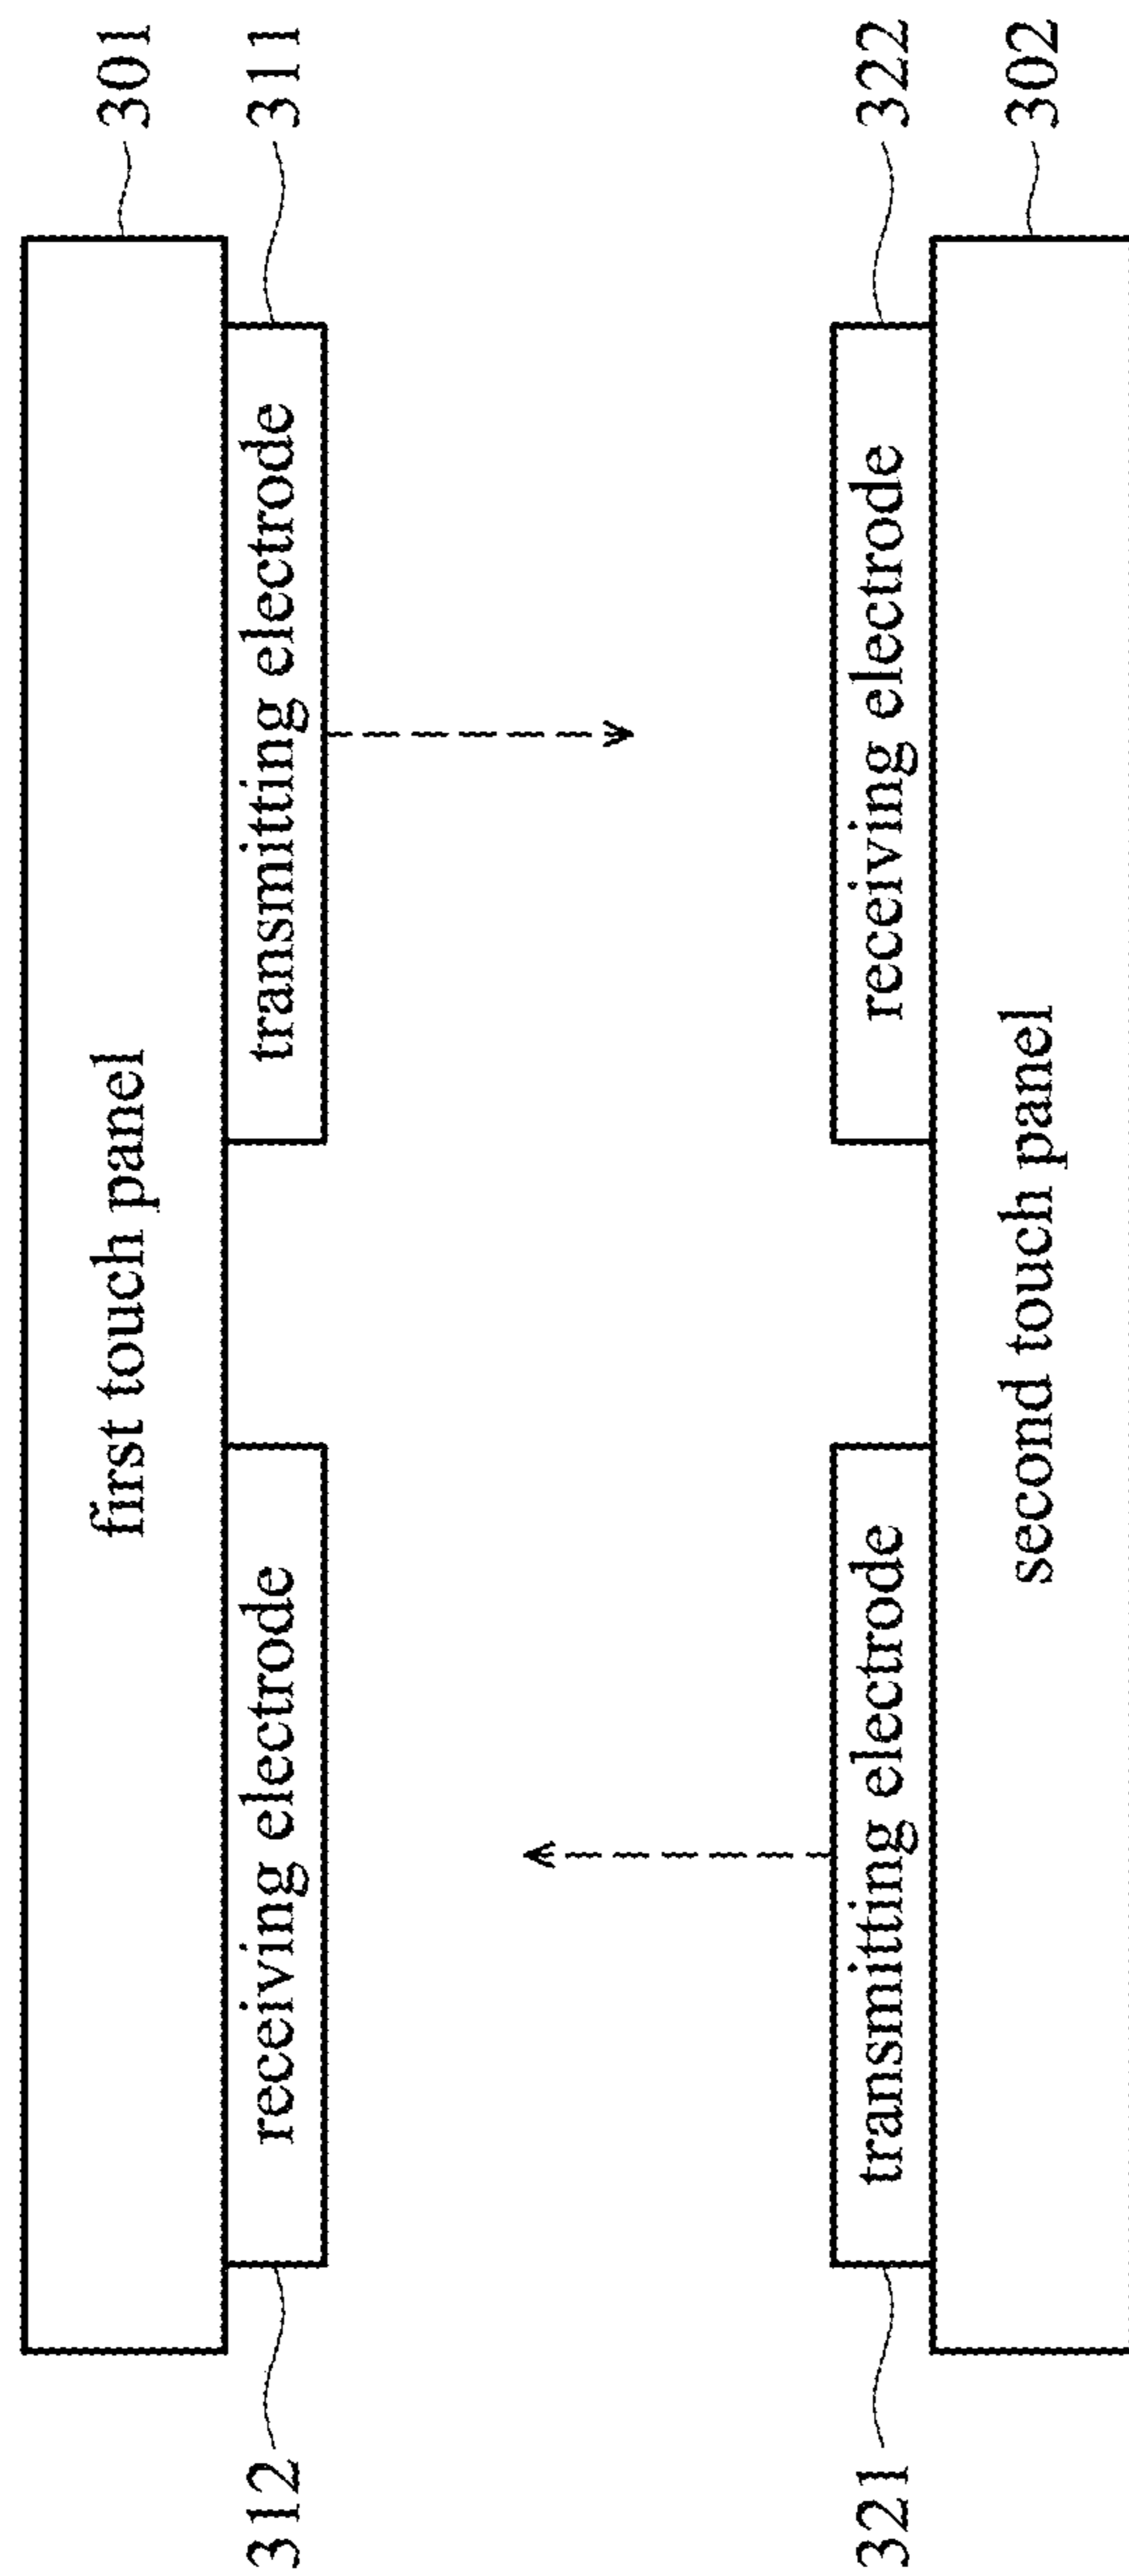 first touch panel 301
312 receiving electrode transmitting electrode 311
321 transmitting electrode receiving electrode 322
second touch panel 302